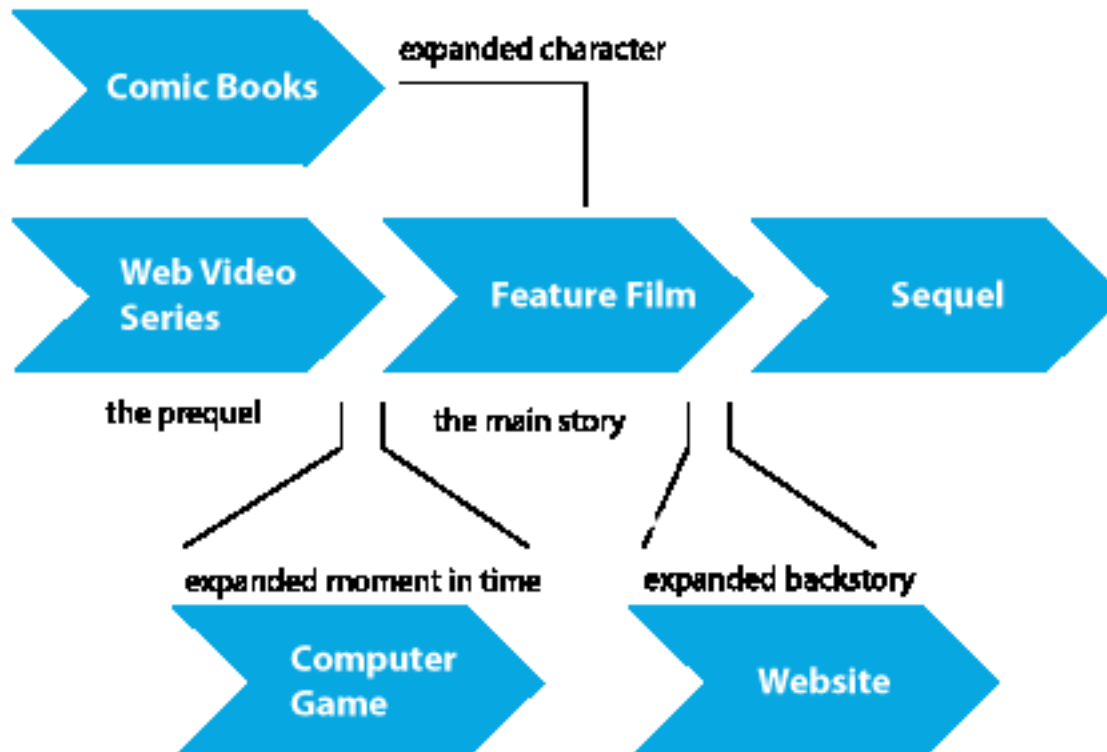 expanded character
Comic Books
Web Video
Series
Feature Film
Sequel
the prequel
the main story
expanded moment in time
expanded backstory
Computer
Game
Website